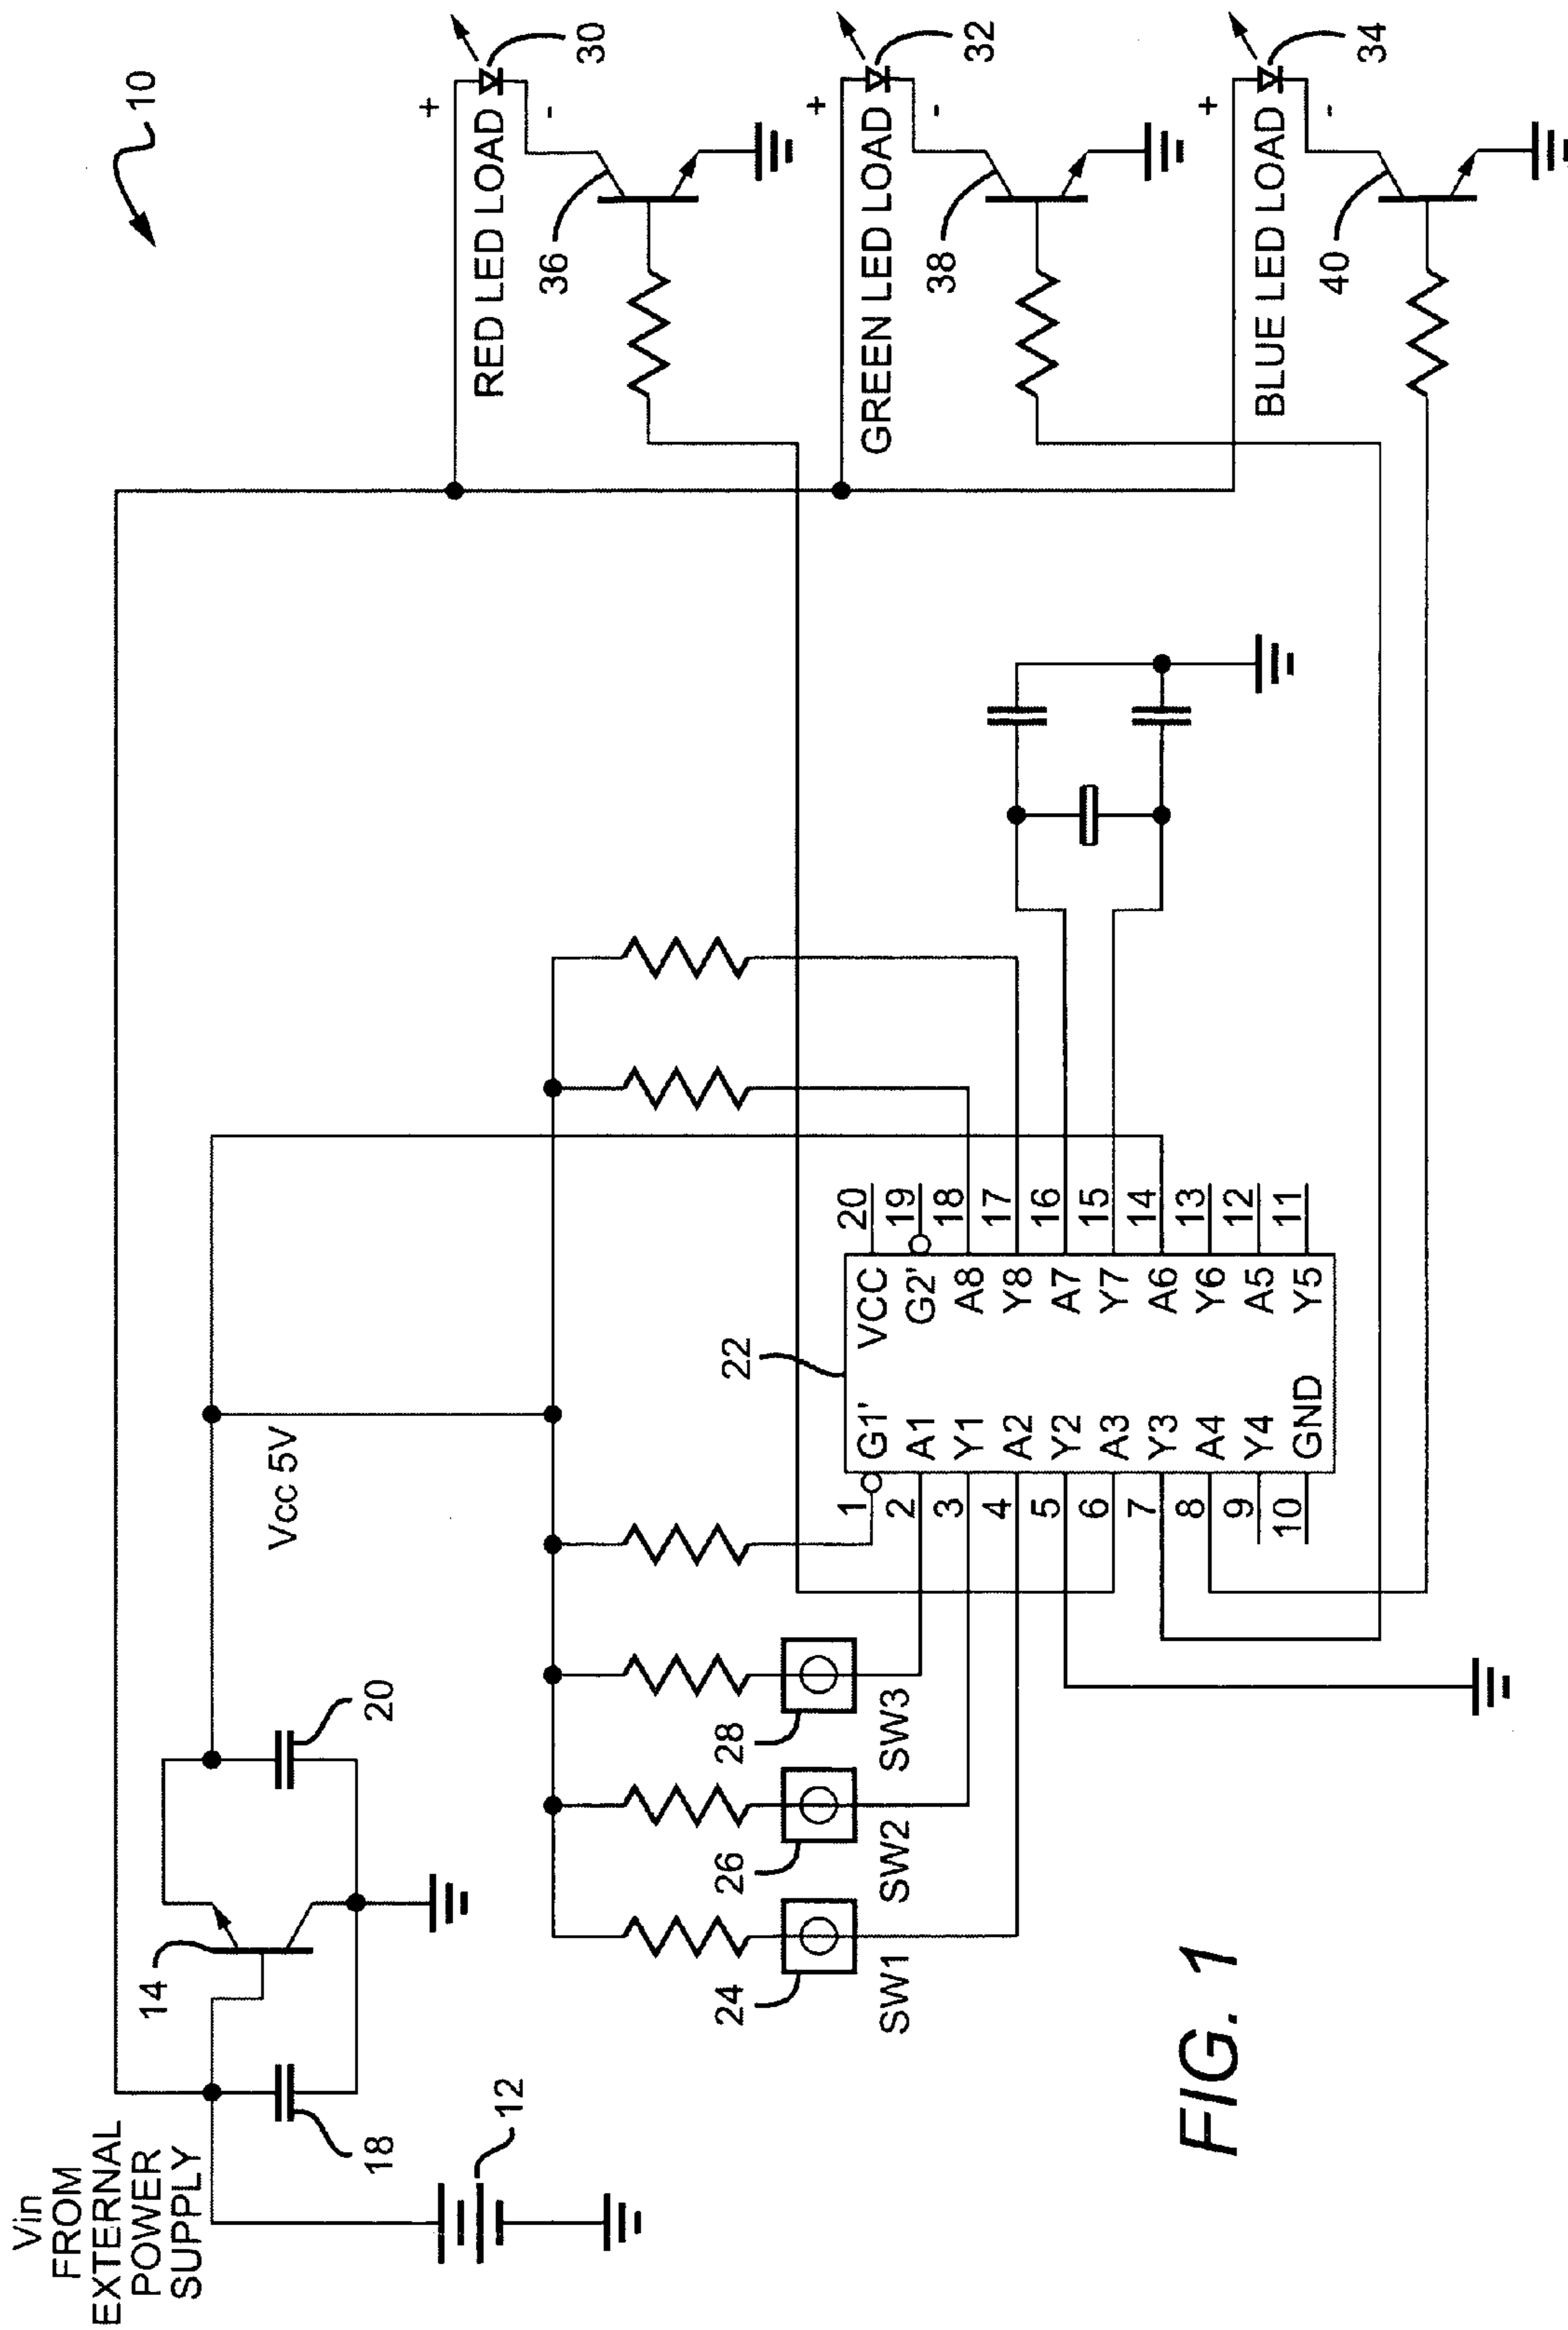 10
Vin
FROM
EXTERNAL
POWER
SUPPLY
12
18
14
20
Vcc 5V
24
SW1
26
SW2
28
SW3
22
1
2
3
4
5
6
7
8
9
10
G1'
A1
Y1
A2
Y2
A3
Y3
A4
Y4
GND
VCC
G2'
A8
Y8
A7
Y7
A6
Y6
A5
Y5
20
19
18
17
16
15
14
13
12
11
+
RED LED LOAD
-
30
36
+
GREEN LED LOAD
-
32
38
+
BLUE LED LOAD
-
34
40
FIG. 1